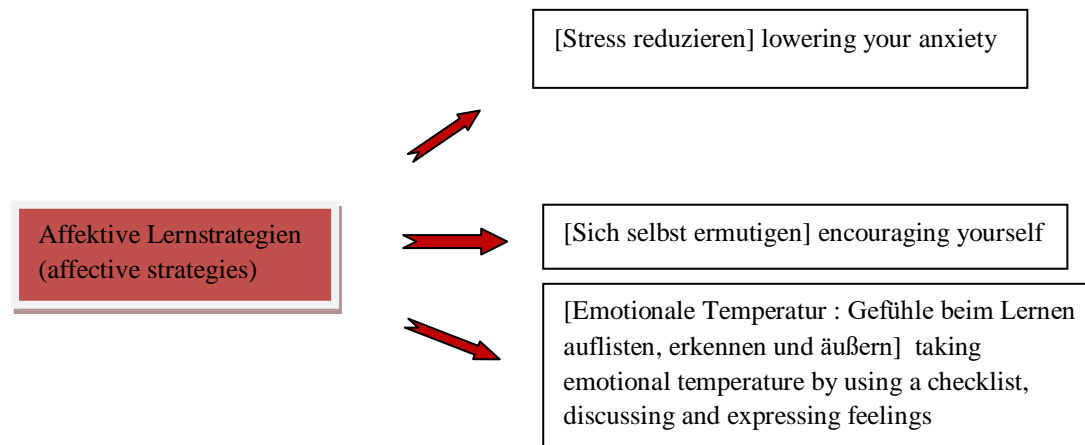 [Stress reduzieren] lowering your anxiety
Affektive Lernstrategien
(affective strategies)
[Sich selbst ermutigen] encouraging yourself
[Emotionale Temperatur : Gefühle beim Lernen
auflisten, erkennen und äußern] taking
emotional temperature by using a checklist,
discussing and expressing feelings